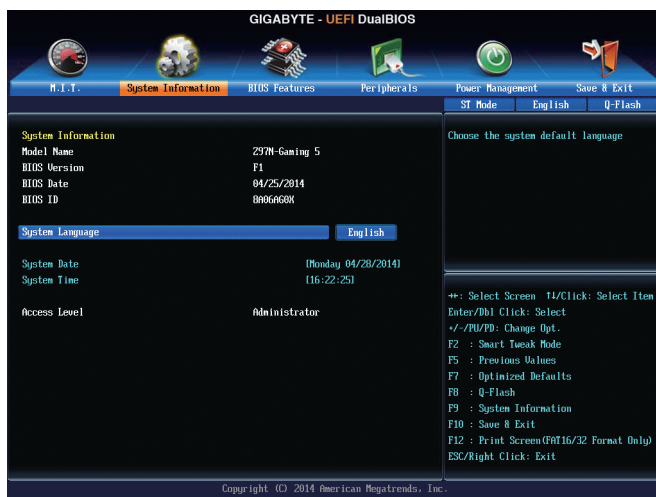 GIGABYTE - UEFI DualBIOS
M.I.T.
System Information
BIOS Features
Peripherals
Power Management
Save & Exit
ST Mode
English
Q-Flash
System Information
Model Name Z97N-Gaming 5
BIOS Version F1
BIOS Date 04/25/2014
BIOS ID 8A06AG0X
System Language English
System Date [Monday 04/28/2014]
System Time [16:22:25]
Access Level Administrator
Choose the system default language
→←: Select Screen ↑↓/Click: Select Item
Enter/Dbl Click: Select
+/-/PU/PD: Change Opt.
F2 : Smart Tweak Mode
F5 : Previous Values
F7 : Optimized Defaults
F8 : Q-Flash
F9 : System Information
F10 : Save & Exit
F12 : Print Screen(FAT16/32 Format Only)
ESC/Right Click: Exit
Copyright (C) 2014 American Megatrends, Inc.